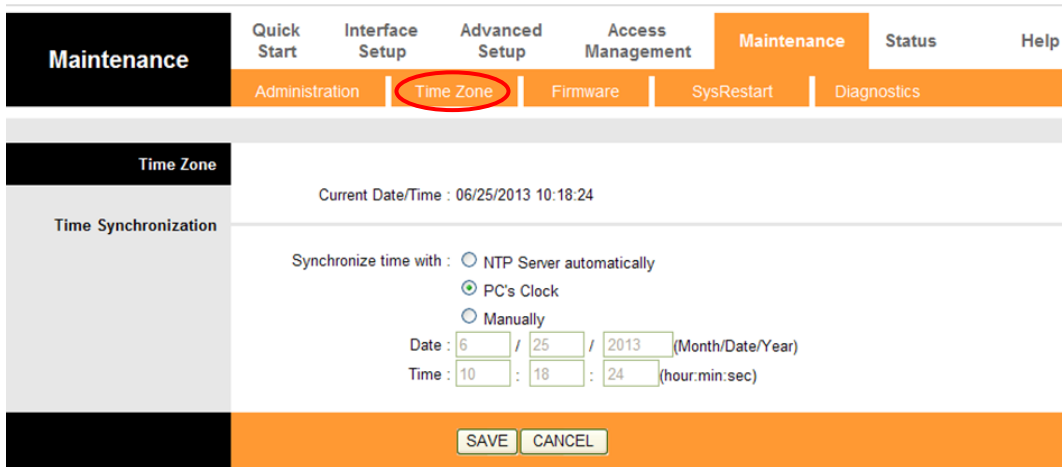 Maintenance
Quick Start
Interface Setup
Advanced Setup
Access Management
Maintenance
Status
Help
Administration
Time Zone
Firmware
SysRestart
Diagnostics
Time Zone
Current Date/Time : 06/25/2013 10:18:24
Time Synchronization
Synchronize time with : NTP Server automatically
PC's Clock
Manually
Date : 6 / 25 / 2013 (Month/Date/Year)
Time : 10 : 18 : 24 (hour:min:sec)
SAVE CANCEL